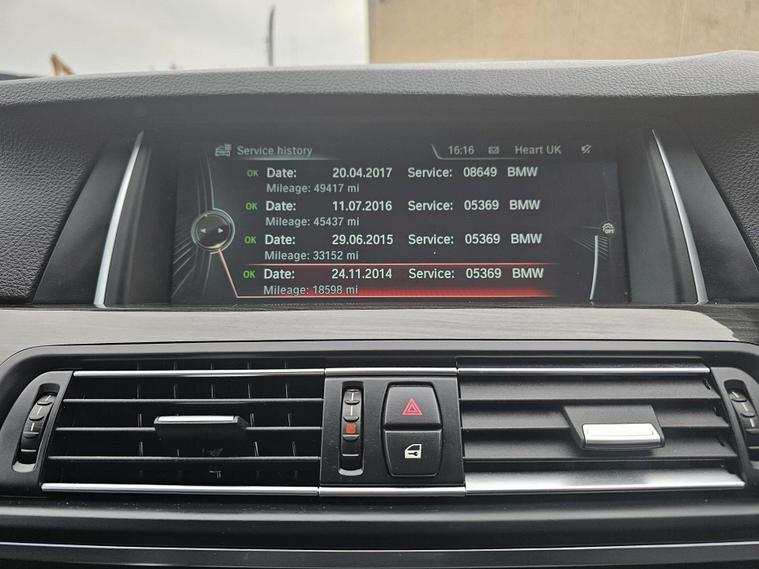 Service history
16:16 Heart UK
OK Date: 20.04.2017 Service: 08649 BMW
Mileage: 49417 mi
OK Date: 11.07.2016 Service: 05369 BMW
Mileage: 45437 mi
OK Date: 29.06.2015 Service: 05369 BMW
Mileage: 33152 mi
OK Date: 24.11.2014 Service: 05369 BMW
Mileage: 18598 mi